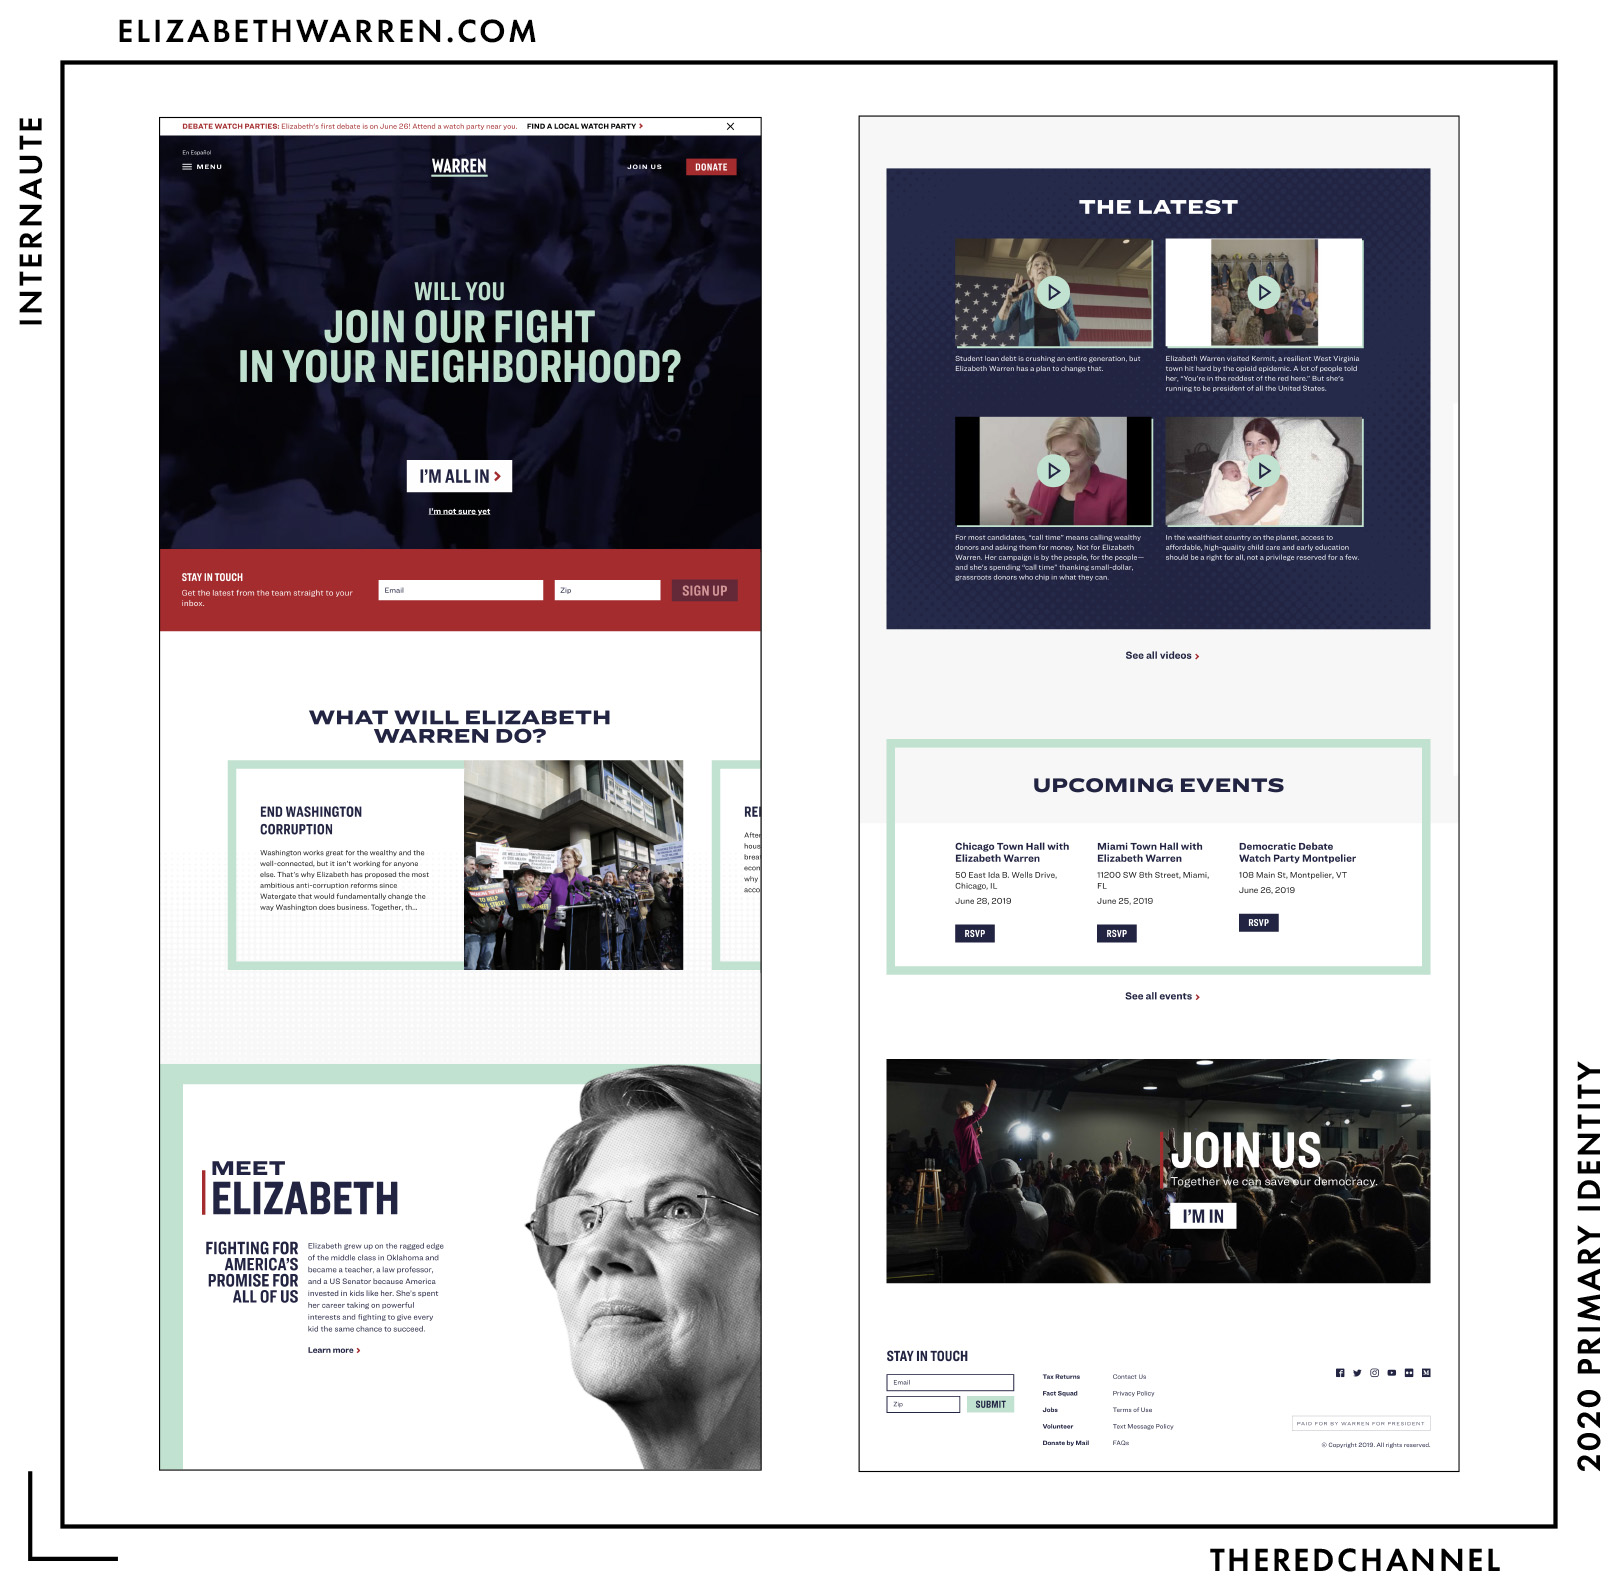 ELIZABETHWARREN.COM
INTERNAUTE
DEBATE WATCH PARTIES: Elizabeth's first debate is on June 26! Attend a watch party near you. FIND A LOCAL WATCH PARTY
En Español
MENU
WARREN
JOIN US
DONATE
WILL YOU
JOIN OUR FIGHT
IN YOUR NEIGHBORHOOD?
I'M ALL IN
I'm not sure yet
STAY IN TOUCH
Get the latest from the team straight to your
inbox.
Email
Zip
SIGN UP
WHAT WILL ELIZABETH
WARREN DO?
END WASHINGTON
CORRUPTION
Washington works great for the wealthy and the
well-connected, but it isn't working for anyone
else. That's why Elizabeth has proposed the most
ambitious anti-corruption reforms since
Watergate that would fundamentally change the
way Washington does business. Together, th...
MEET
ELIZABETH
FIGHTING FOR
AMERICA'S
PROMISE FOR
ALL OF US
Elizabeth grew up on the ragged edge
of the middle class in Oklahoma and
became a teacher, a law professor,
and a US Senator because America
invested in kids like her. She's spent
her career taking on powerful
interests and fighting to give every
kid the same chance to succeed.
Learn more
THE LATEST
Student loan debt is crushing an entire generation, but
Elizabeth Warren has a plan to change that.
Elizabeth Warren visited Kermit, a resilient West Virginia
town hit hard by the opioid epidemic. A lot of people told
her, "You're in the reddest of the red here." But she's
running to be president of all the United States.
For most candidates, "call time" means calling wealthy
donors and asking them for money. Not for Elizabeth
Warren. Her campaign is by the people, for the people—
and she's spending "call time" thanking small-dollar,
grassroots donors who chip in what they can.
In the wealthiest country on the planet, access to
affordable, high-quality child care and early education
should be a right for all, not a privilege reserved for a few.
See all videos
UPCOMING EVENTS
Chicago Town Hall with
Elizabeth Warren
50 East Ida B. Wells Drive,
Chicago, IL
June 28, 2019
RSVP
Miami Town Hall with
Elizabeth Warren
11200 SW 8th Street, Miami,
FL
June 25, 2019
RSVP
Democratic Debate
Watch Party Montpelier
108 Main St, Montpelier, VT
June 26, 2019
RSVP
See all events
JOIN US
Together we can save our democracy.
I'M IN
STAY IN TOUCH
Email
Zip
SUBMIT
Tax Returns
Fact Squad
Jobs
Volunteer
Donate by Mail
Contact Us
Privacy Policy
Terms of Use
Text Message Policy
FAQs
PAID FOR BY WARREN FOR PRESIDENT
© Copyright 2019. All rights reserved.
2020 PRIMARY IDENTITY
THEREDCHANNEL